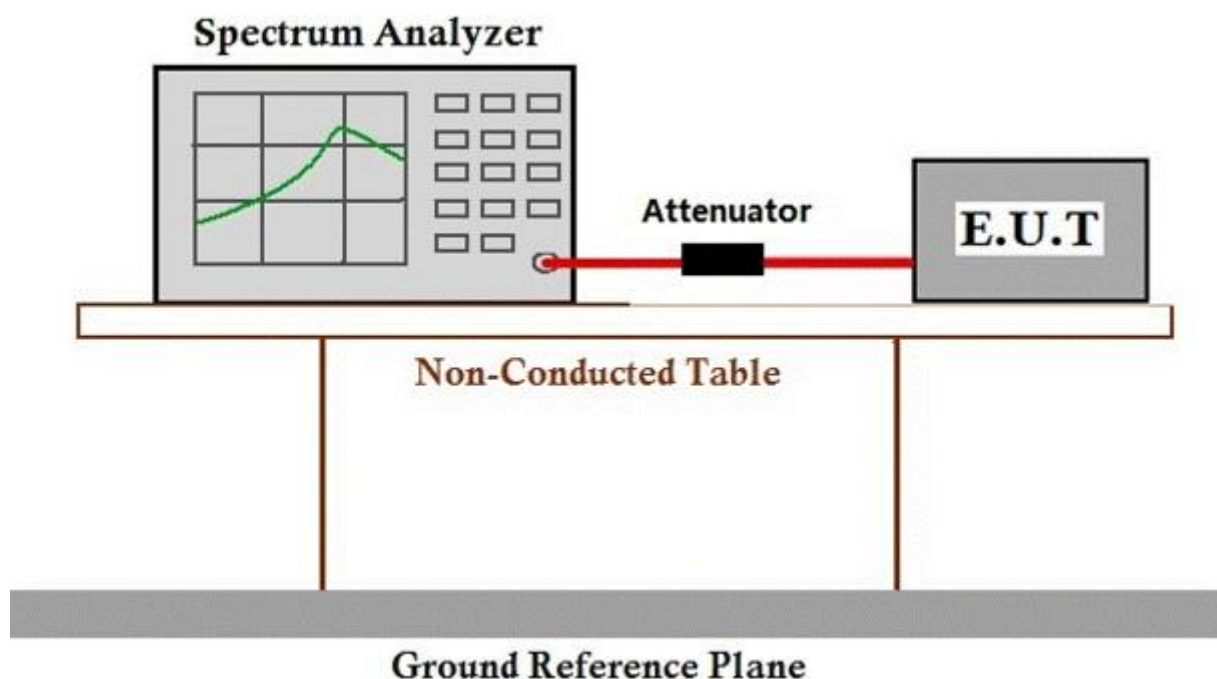 Spectrum Analyzer
Attenuator
E.U.T
Non-Conducted Table
Ground Reference Plane